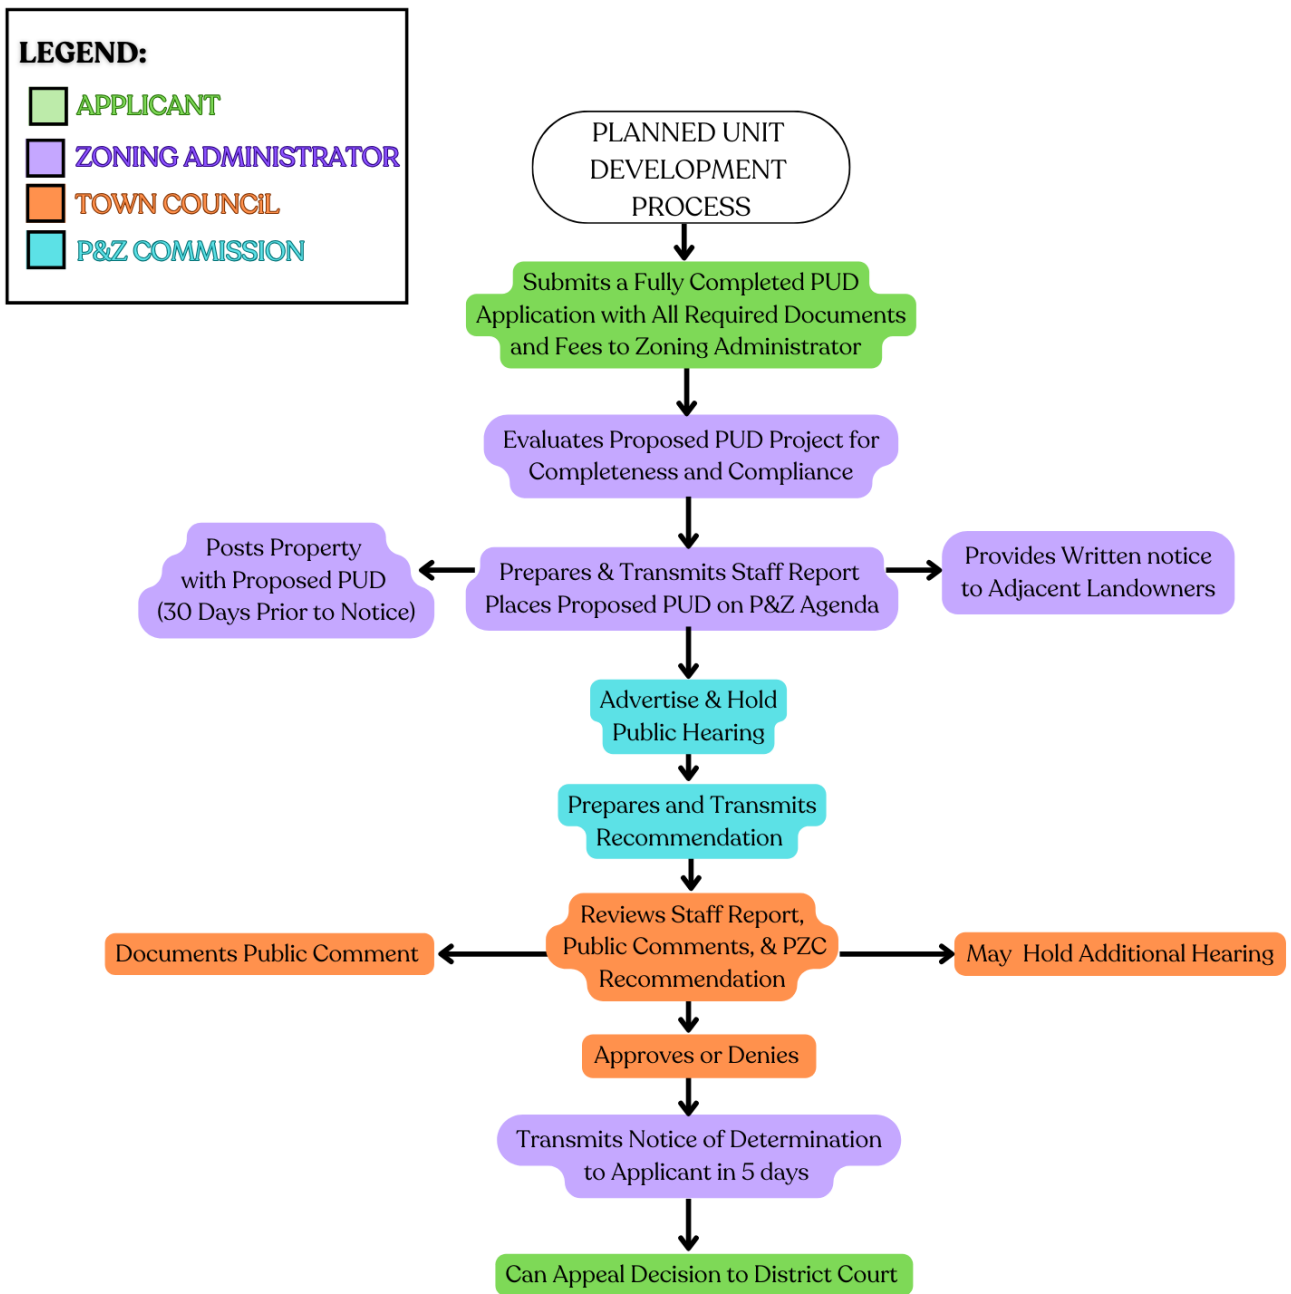 LEGEND:
APPLICANT
ZONING ADMINISTRATOR
TOWN COUNCiL
P&Z COMMISSION
PLANNED UNIT
DEVELOPMENT
PROCESS
Submits a Fully Completed PUD
Application with All Required Documents
and Fees to Zoning Administrator
Evaluates Proposed PUD Project for
Completeness and Compliance
Posts Property
with Proposed PUD
(30 Days Prior to Notice)
Prepares & Transmits Staff Report
Places Proposed PUD on P&Z Agenda
Provides Written notice
to Adjacent Landowners
Advertise & Hold
Public Hearing
Prepares and Transmits
Recommendation
Documents Public Comment
Reviews Staff Report,
Public Comments, & PZC
Recommendation
May Hold Additional Hearing
Approves or Denies
Transmits Notice of Determination
to Applicant in 5 days
Can Appeal Decision to District Court